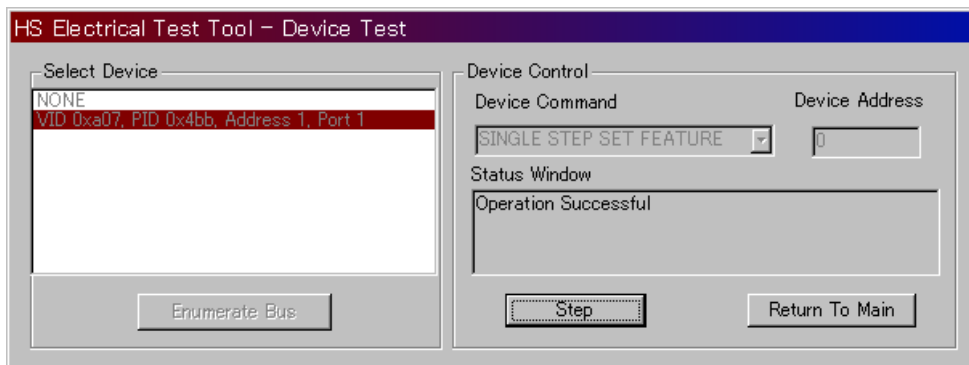 HS Electrical Test Tool - Device Test
Select Device
NONE
VID 0xa07, PID 0x4bb, Address 1, Port 1
Enumerate Bus
Device Control
Device Command
Device Address
SINGLE STEP SET FEATURE
0
Status Window
Operation Successful
Step
Return To Main